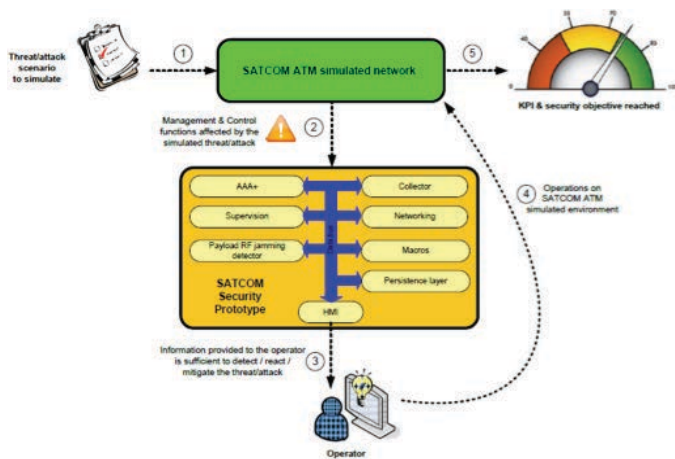 Threat/attack
scenario
to simulate
1
SATCOM ATM simulated network
5
40
70
0
KPI & security objective reached
Management & Control
functions affected by the
simulated threat/attack
2
AAA+
Collector
Supervision
Networking
Payload RF jamming
detector
Macros
Persistence layer
SATCOM
Security
Prototype
HMI
4
Operations on
SATCOM ATM
simulated environment
Information provided to the operator
is sufficient to detect / react /
mitigate the threat/attack
3
Operator